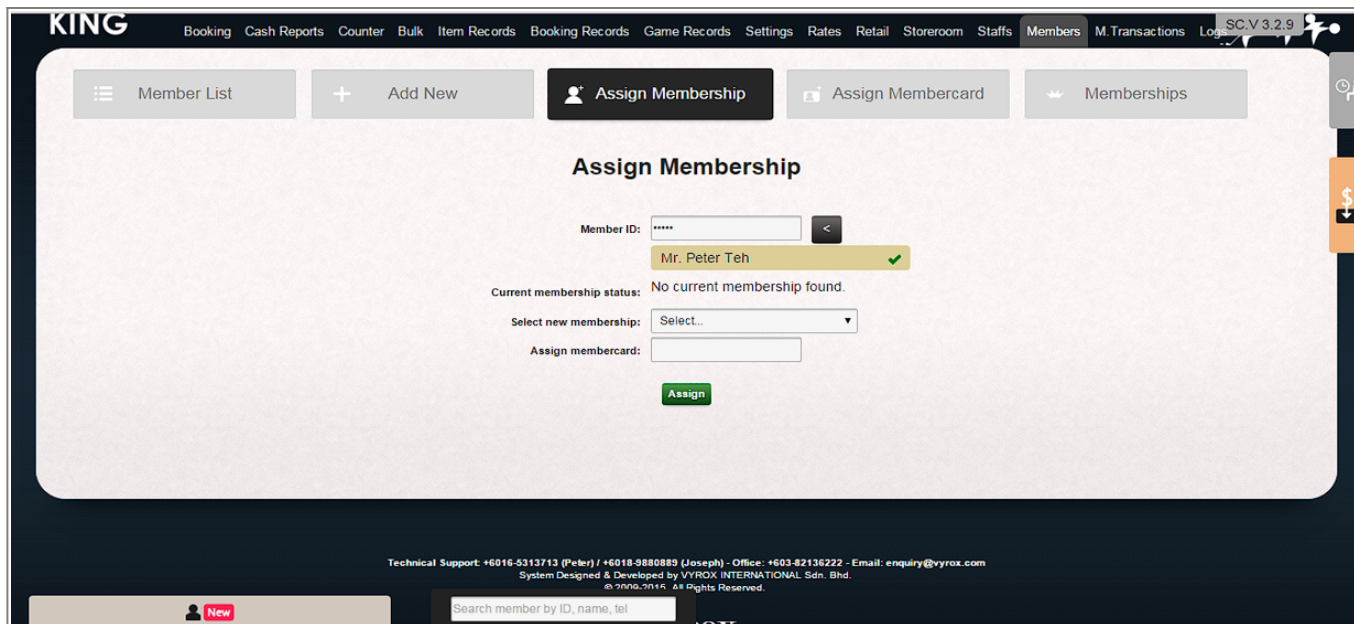 KING
Booking Cash Reports Counter Bulk Item Records Booking Records Game Records Settings Rates Retail Storeroom Staffs Members M.Transactions Logs SC.V 3.2.9
Member List Add New Assign Membership Assign Membercard Memberships
Assign Membership
Member ID: ••••• <
Mr. Peter Teh
Current membership status: No current membership found.
Select new membership: Select...
Assign membercard:
Assign
Technical Support: +6016-5313713 (Peter) / +6018-9880889 (Joseph) - Office: +603-82136222 - Email: enquiry@vyrox.com
System Designed & Developed by VYROX INTERNATIONAL Sdn. Bhd.
© 2009-2015. All Rights Reserved.
New
Search member by ID, name, tel